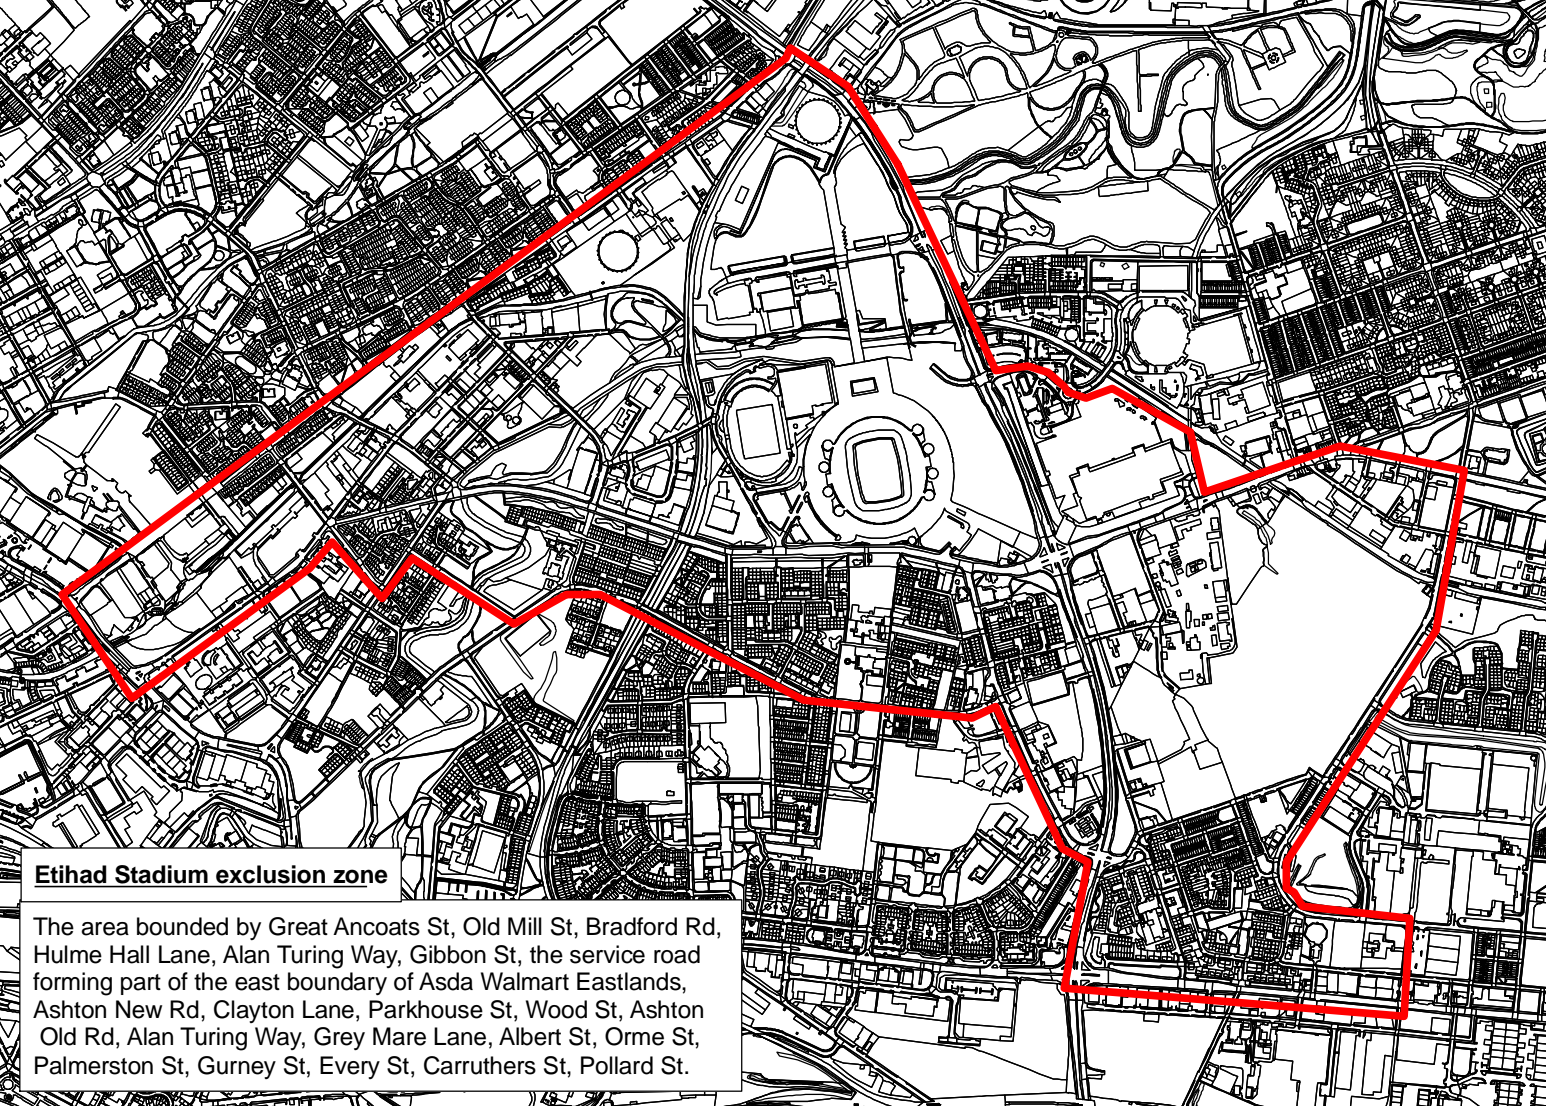 Etihad Stadium exclusion zone
The area bounded by Great Ancoats St, Old Mill St, Bradford Rd,
Hulme Hall Lane, Alan Turing Way, Gibbon St, the service road
forming part of the east boundary of Asda Walmart Eastlands,
Ashton New Rd, Clayton Lane, Parkhouse St, Wood St, Ashton
Old Rd, Alan Turing Way, Grey Mare Lane, Albert St, Orme St,
Palmerston St, Gurney St, Every St, Carruthers St, Pollard St.